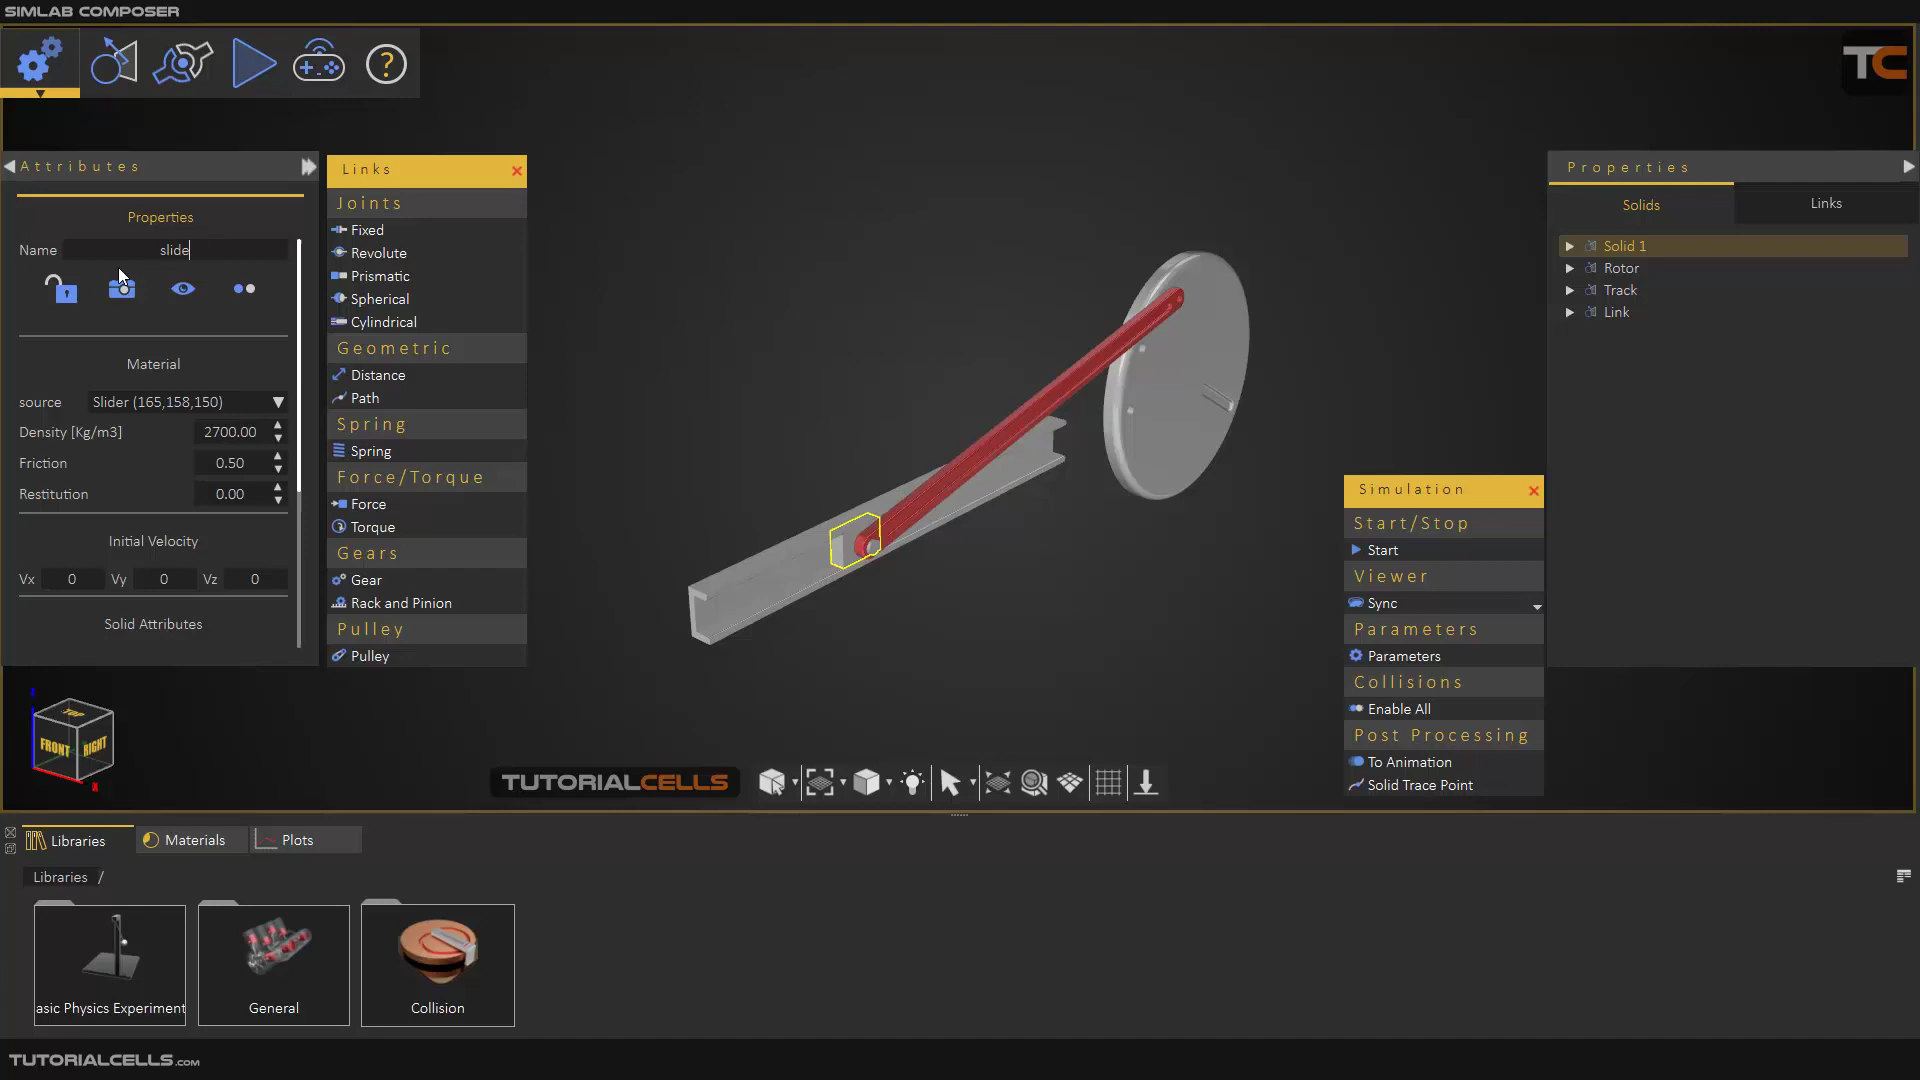 SIMLAB COMPOSER
TC
Attributes
Properties
Name slide
Material
source Slider (165,158,150)
Density [Kg/m3] 2700.00
Friction 0.50
Restitution 0.00
Initial Velocity
Vx 0 Vy 0 Vz 0
Solid Attributes
Links
Joints
Fixed
Revolute
Prismatic
Spherical
Cylindrical
Geometric
Distance
Path
Spring
Spring
Force/Torque
Force
Torque
Gears
Gear
Rack and Pinion
Pulley
Pulley
Simulation
Start/Stop
Start
Viewer
Sync
Parameters
Parameters
Collisions
Enable All
Post Processing
To Animation
Solid Trace Point
Properties
Solids Links
Solid 1
Rotor
Track
Link
TOP
FRONT RIGHT
TUTORIALCELLS
Libraries Materials Plots
Libraries /
asic Physics Experiment General Collision
TUTORIALCELLS.com